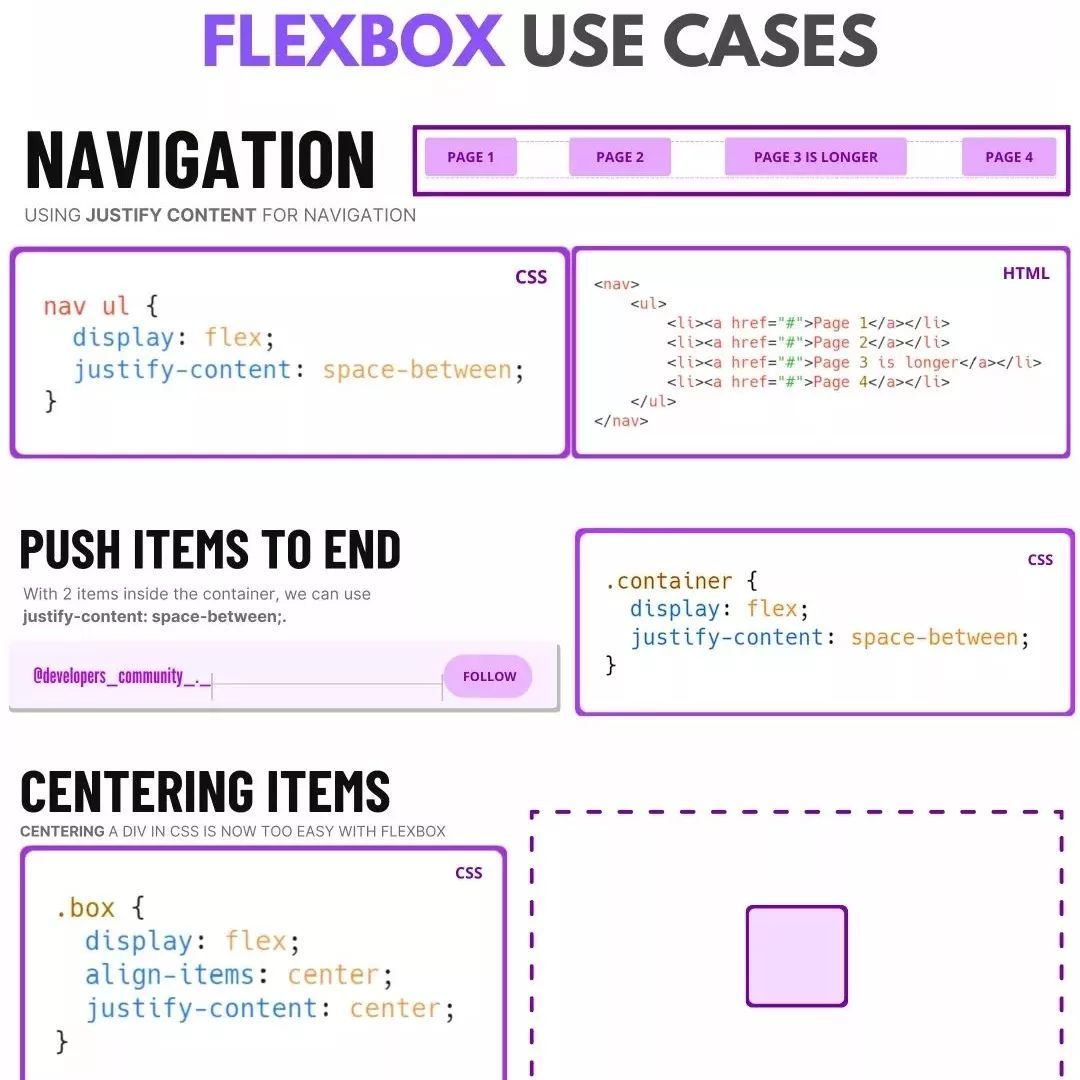 FLEXBOX USE CASES
NAVIGATION
USING JUSTIFY CONTENT FOR NAVIGATION
PAGE 1
PAGE 2
PAGE 3 IS LONGER
PAGE 4
CSS
nav ul {
  display: flex;
  justify-content: space-between;
}
HTML
<nav>
    <ul>
        <li><a href="#">Page 1</a></li>
        <li><a href="#">Page 2</a></li>
        <li><a href="#">Page 3 is longer</a></li>
        <li><a href="#">Page 4</a></li>
    </ul>
</nav>
PUSH ITEMS TO END
With 2 items inside the container, we can use
justify-content: space-between;.
@developers_community_._
FOLLOW
CSS
.container {
  display: flex;
  justify-content: space-between;
}
CENTERING ITEMS
CENTERING A DIV IN CSS IS NOW TOO EASY WITH FLEXBOX
CSS
.box {
  display: flex;
  align-items: center;
  justify-content: center;
}